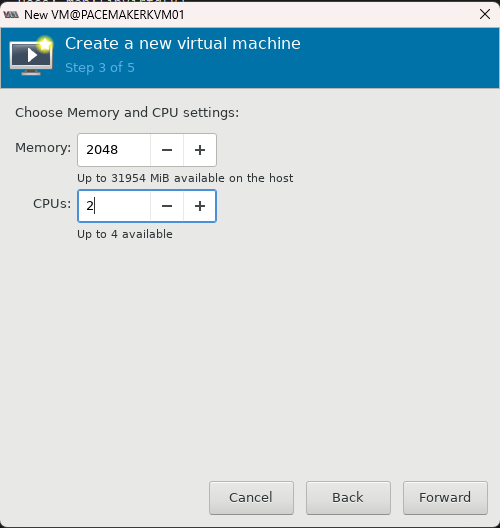 New VM@PACEMAKERKVM01
Create a new virtual machine
Step 3 of 5
Choose Memory and CPU settings:
Memory: 2048 − +
Up to 31954 MiB available on the host
CPUs: 2 − +
Up to 4 available
Cancel Back Forward